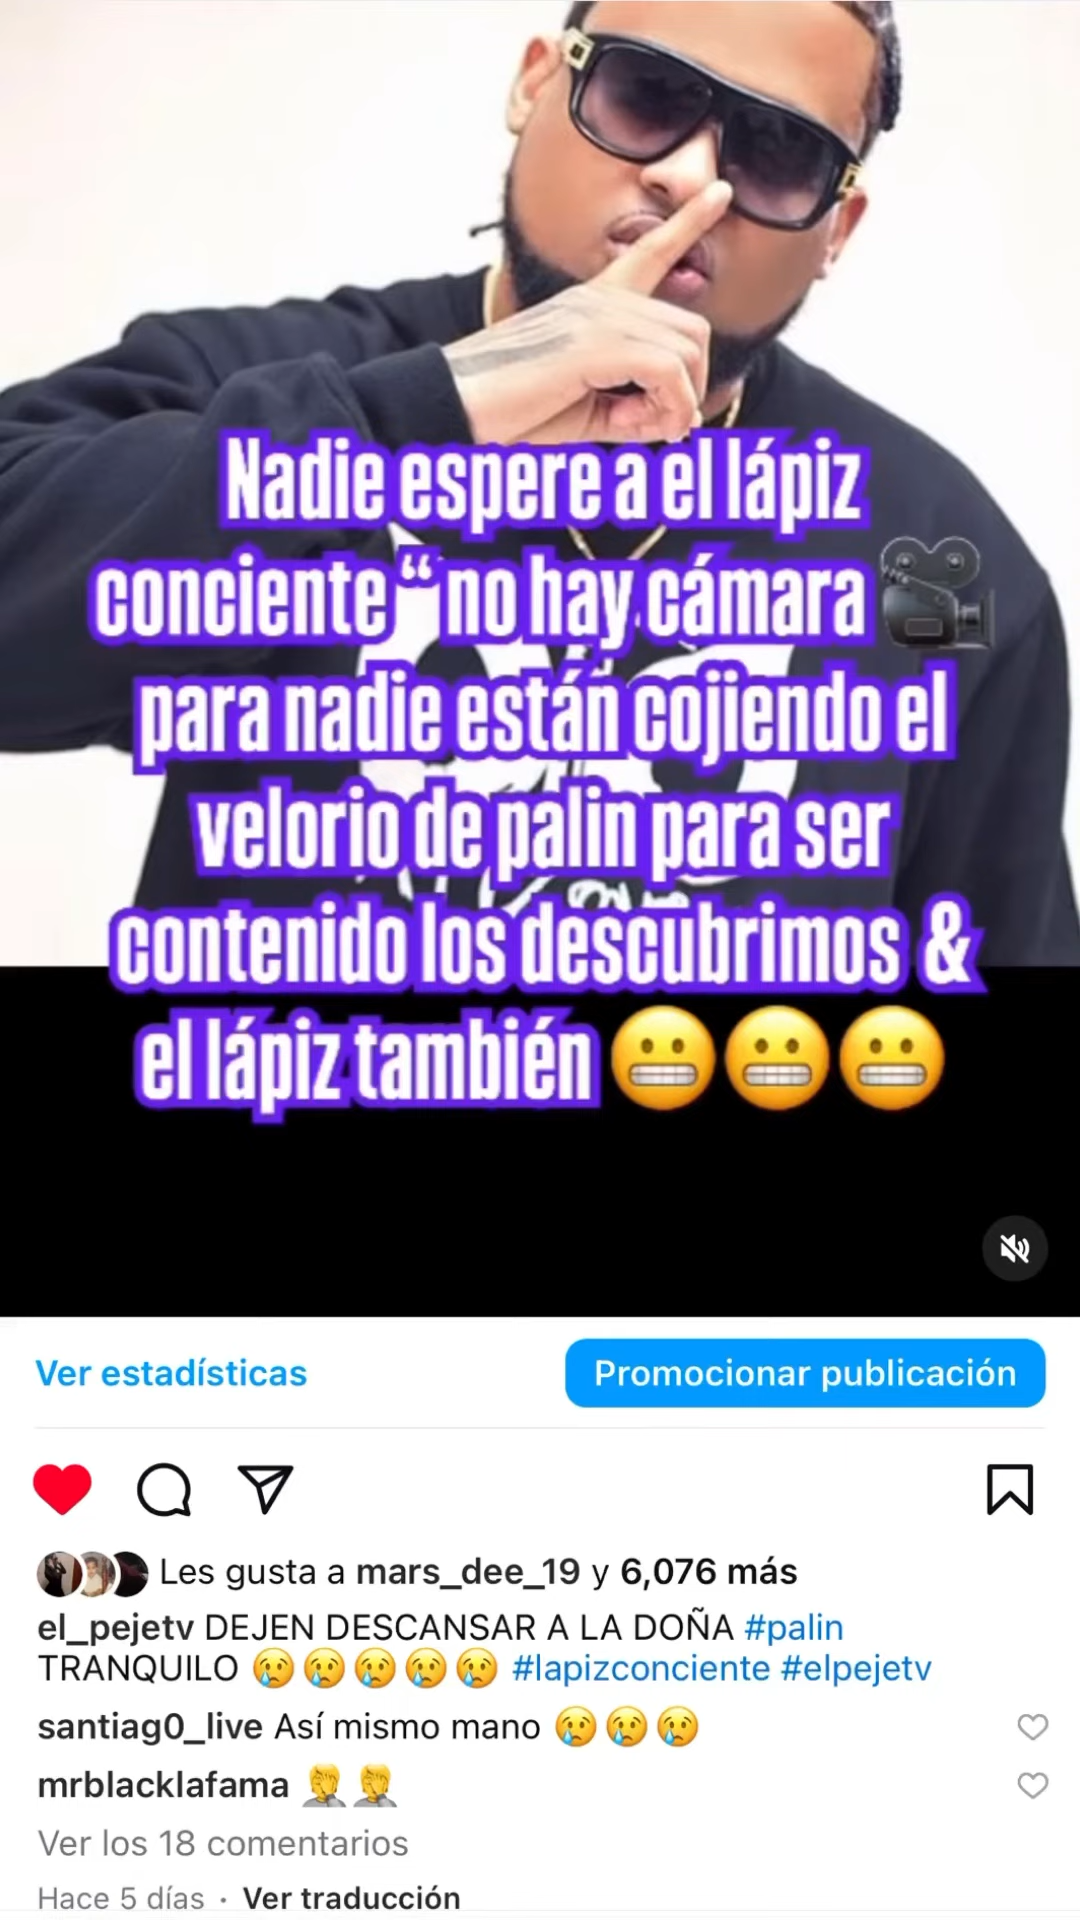 Nadie espere a el lápiz
conciente “ no hay cámara 🎥
para nadie están cojiendo el
velorio de palin para ser
contenido los descubrimos &
el lápiz también 😬😬😬
Ver estadísticas
Promocionar publicación
Les gusta a mars_dee_19 y 6,076 más
el_pejetv DEJEN DESCANSAR A LA DOÑA #palin
TRANQUILO 😢😢😢😢😢 #lapizconciente #elpejetv
santiag0_live Así mismo mano 😢😢😢
mrblacklafama 🤦🤦
Ver los 18 comentarios
Hace 5 días · Ver traducción